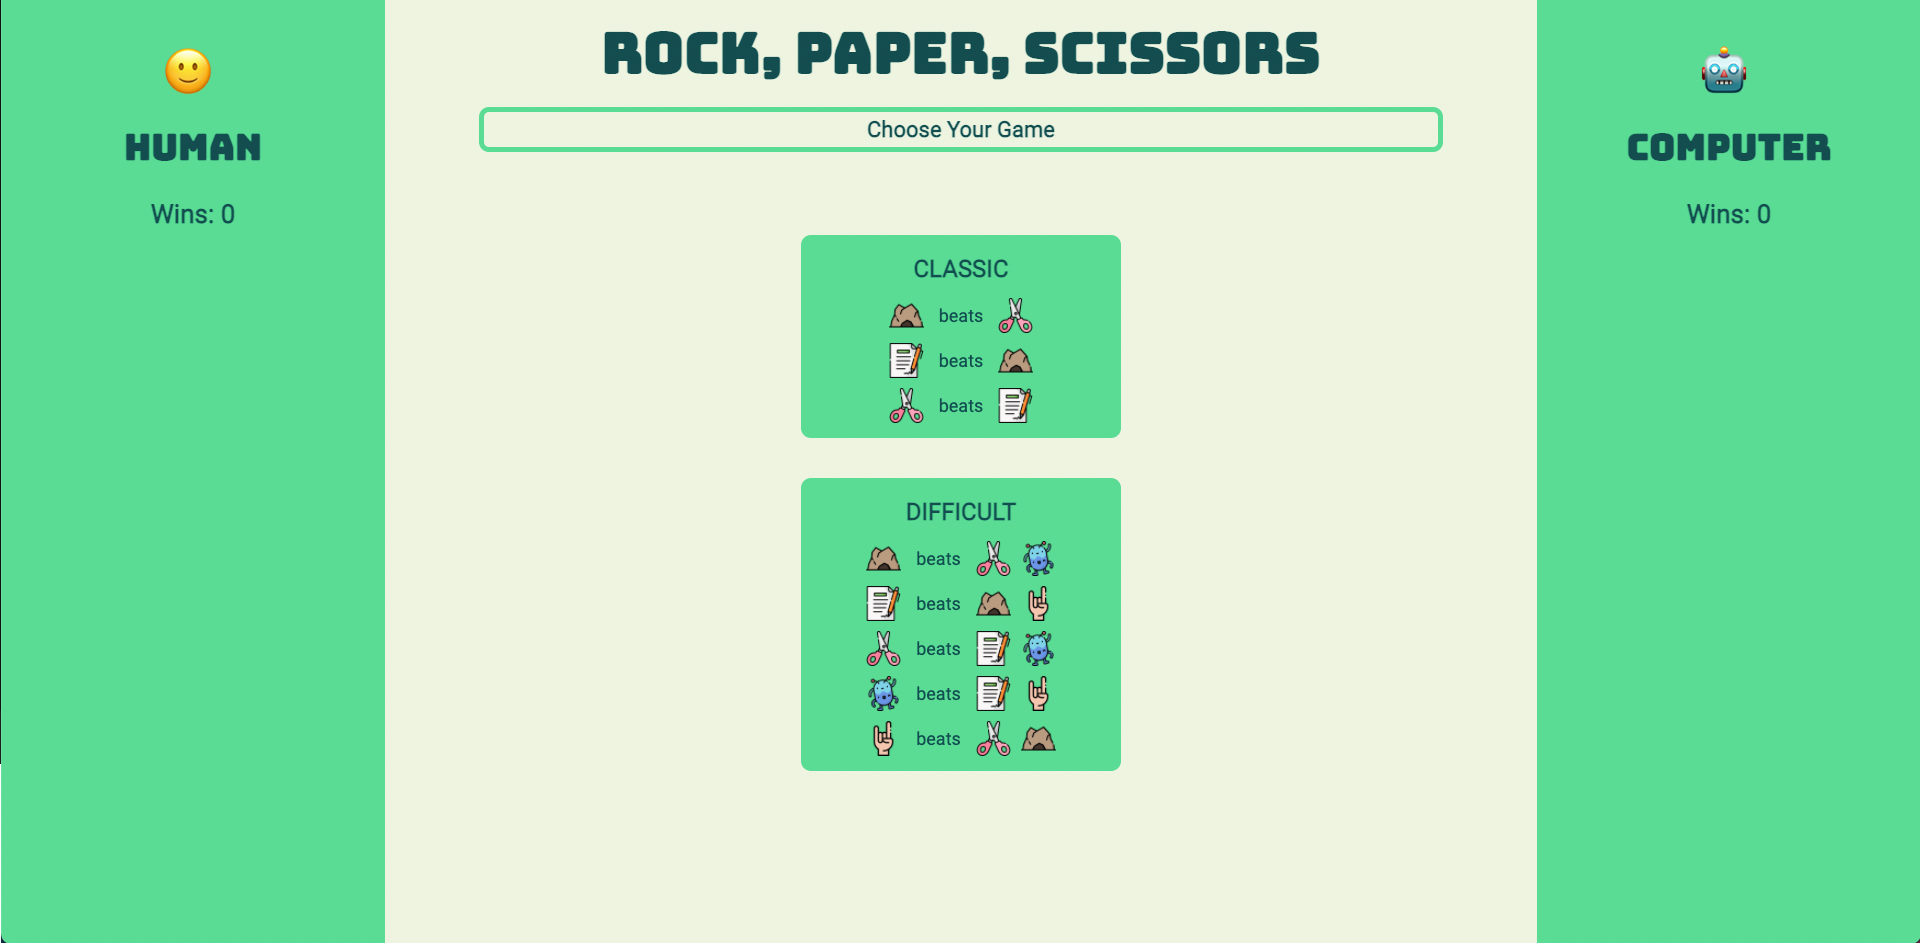 ROCK, PAPER, SCISSORS
Choose Your Game
HUMAN
Wins: 0
COMPUTER
Wins: 0
CLASSIC
beats
beats
beats
DIFFICULT
beats
beats
beats
beats
beats